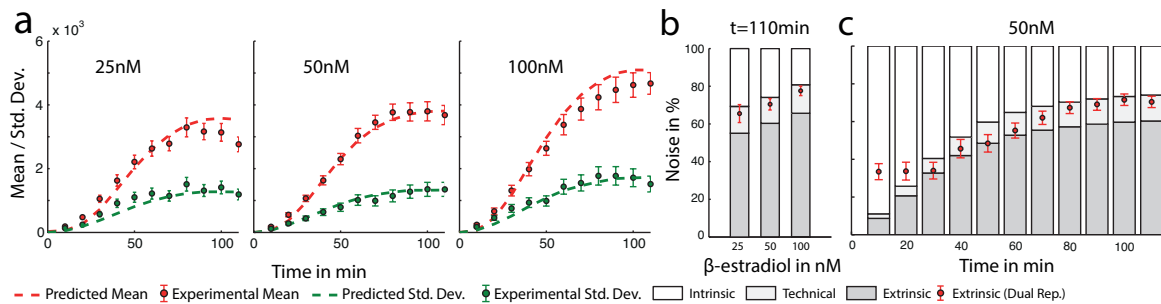 a
× 10³
25nM
50nM
100nM
Mean / Std. Dev.
6
4
2
0
0 50 100
0 50 100
0 50 100
Time in min
Predicted Mean Experimental Mean Predicted Std. Dev. Experimental Std. Dev.
b
t=110min
Noise in %
100
80
60
40
20
0
25 50 100
β-estradiol in nM
c
50nM
0 20 40 60 80 100
Time in min
Intrinsic Technical Extrinsic Extrinsic (Dual Rep.)